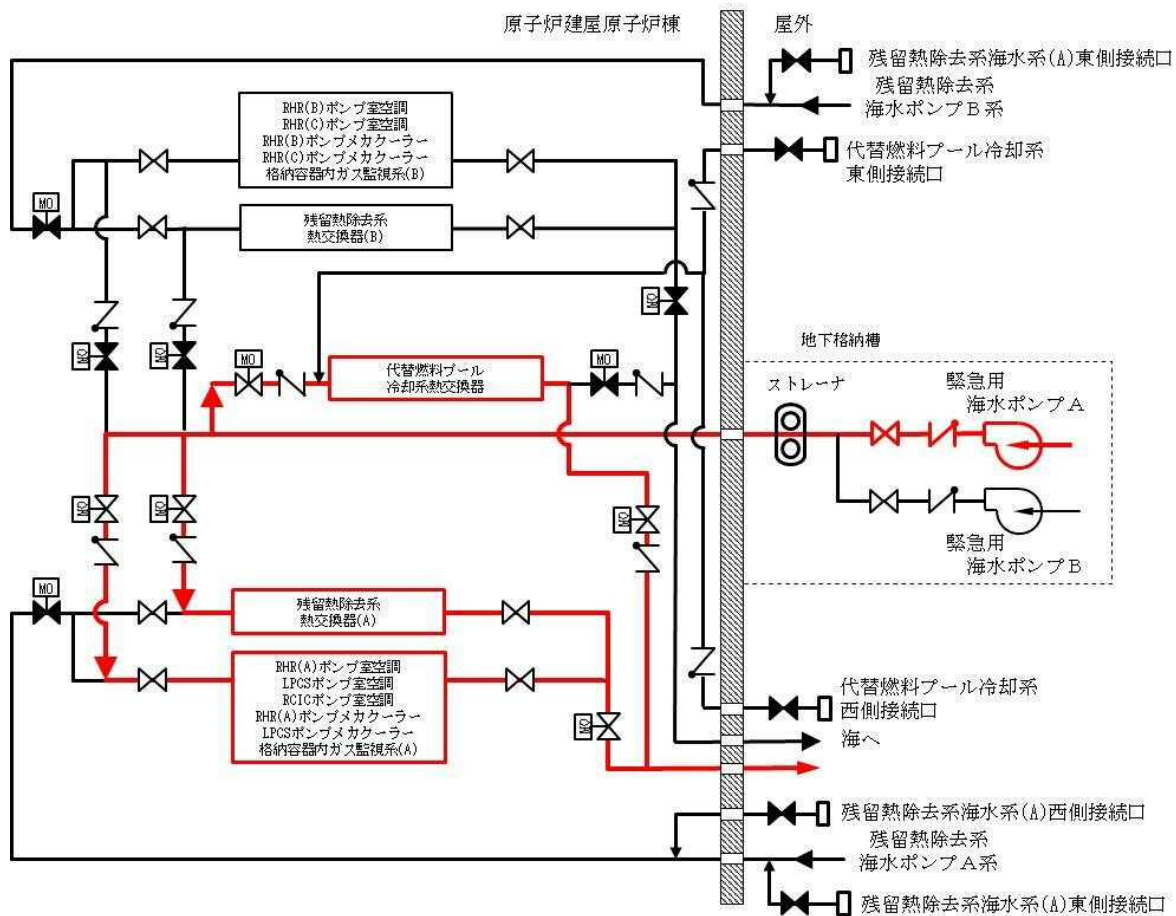 原子炉建屋原子炉棟
屋外
残留熱除去系海水系(A)東側接続口
残留熱除去系
海水ポンプB系
代替燃料プール冷却系
東側接続口
RHR(B)ポンプ室空調
RHR(C)ポンプ室空調
RHR(B)ポンプメカクーラー
RHR(C)ポンプメカクーラー
格納容器内ガス監視系(B)
MO
残留熱除去系
熱交換器(B)
MO
地下格納槽
MO
MO
MO
MO
代替燃料プール
冷却系熱交換器
ストレーナ
緊急用
海水ポンプA
MO
MO
MO
緊急用
海水ポンプB
MO
残留熱除去系
熱交換器(A)
RHR(A)ポンプ室空調
LPCSポンプ室空調
RCICポンプ室空調
RHR(A)ポンプメカクーラー
LPCSポンプメカクーラー
格納容器内ガス監視系(A)
MO
代替燃料プール冷却系
西側接続口
海へ
残留熱除去系海水系(A)西側接続口
残留熱除去系
海水ポンプA系
残留熱除去系海水系(A)東側接続口